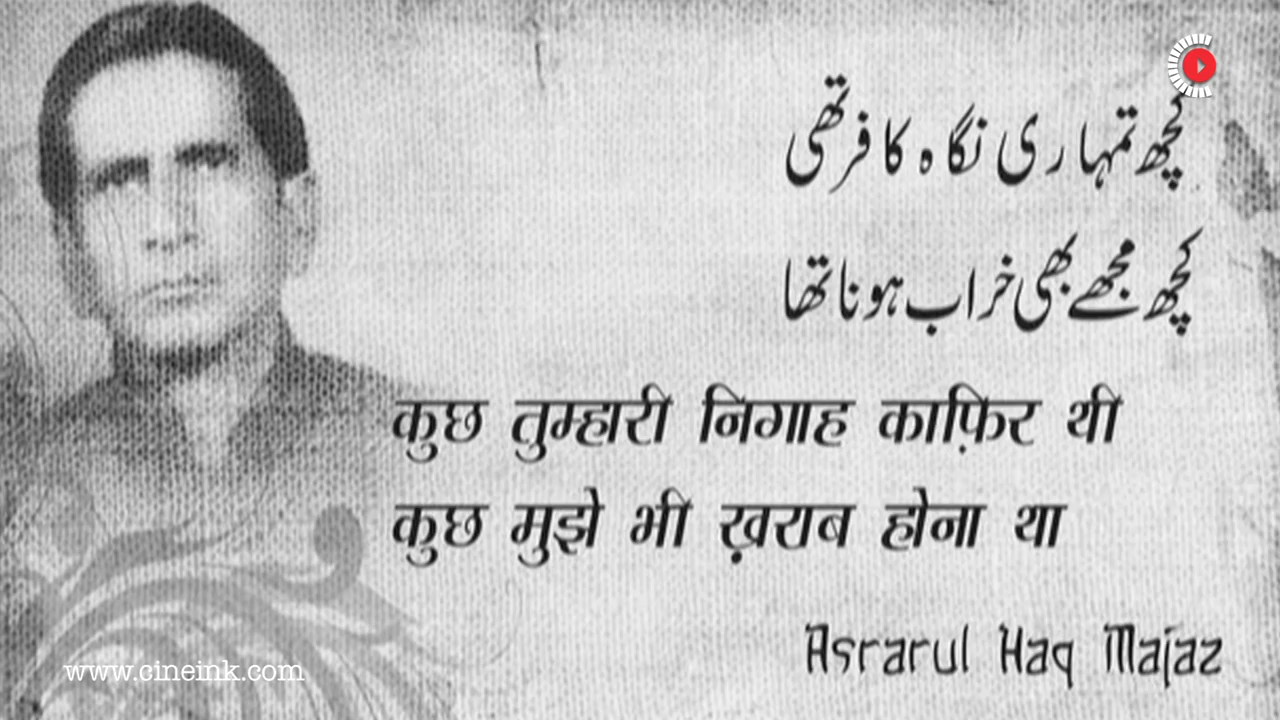 کچھ تمہاری نگاہ کافر تھی
کچھ مجھے بھی خراب ہونا تھا
कुछ तुम्हारी निगाह काफ़िर थी
कुछ मुझे भी ख़राब होना था
Asrarul Haq Majaz
www.cineink.com